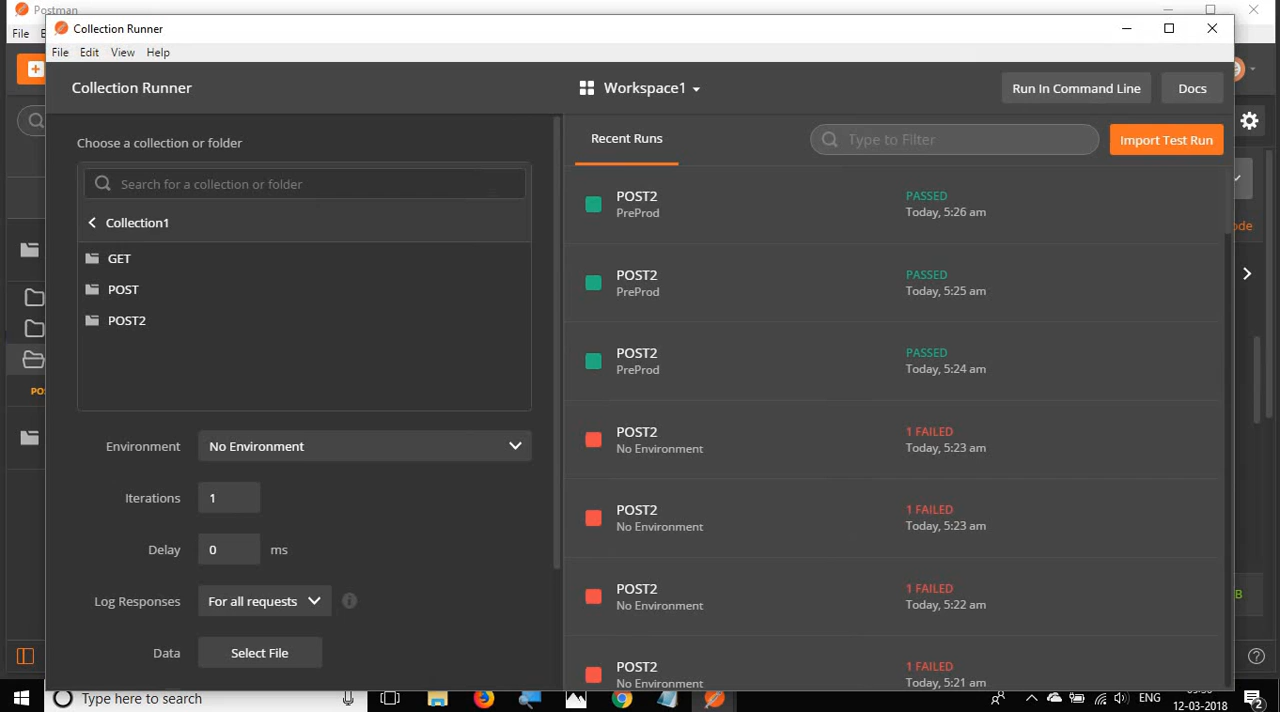 Postman
File
Collection Runner
File Edit View Help
Collection Runner
Workspace1
Run In Command Line
Docs
Choose a collection or folder
Search for a collection or folder
Collection1
GET
POST
POST2
Environment
No Environment
Iterations
1
Delay
0
ms
Log Responses
For all requests
Data
Select File
Recent Runs
Type to Filter
Import Test Run
POST2
PreProd
PASSED
Today, 5:26 am
POST2
PreProd
PASSED
Today, 5:25 am
POST2
PreProd
PASSED
Today, 5:24 am
POST2
No Environment
1 FAILED
Today, 5:23 am
POST2
No Environment
1 FAILED
Today, 5:23 am
POST2
No Environment
1 FAILED
Today, 5:22 am
POST2
No Environment
1 FAILED
Today, 5:21 am
Type here to search
ENG
12-03-2018
2